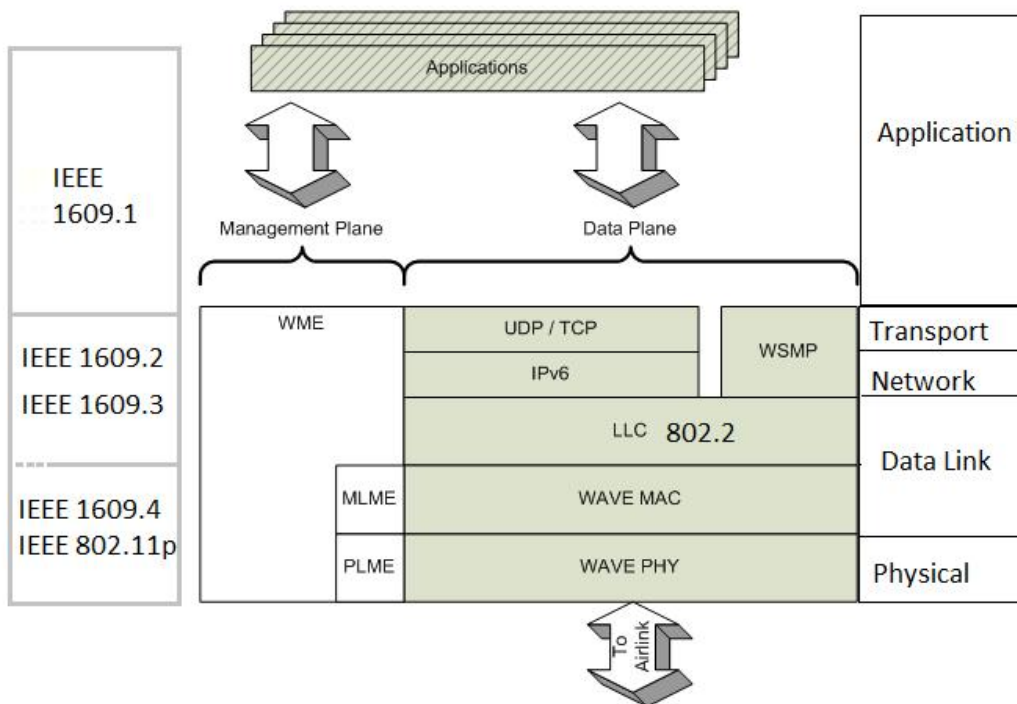 Applications
Application
IEEE
1609.1
Management Plane
Data Plane
WME
UDP / TCP
WSMP
Transport
IEEE 1609.2
IPv6
Network
IEEE 1609.3
LLC 802.2
Data Link
MLME
WAVE MAC
IEEE 1609.4
IEEE 802.11p
PLME
WAVE PHY
Physical
To
Airlink